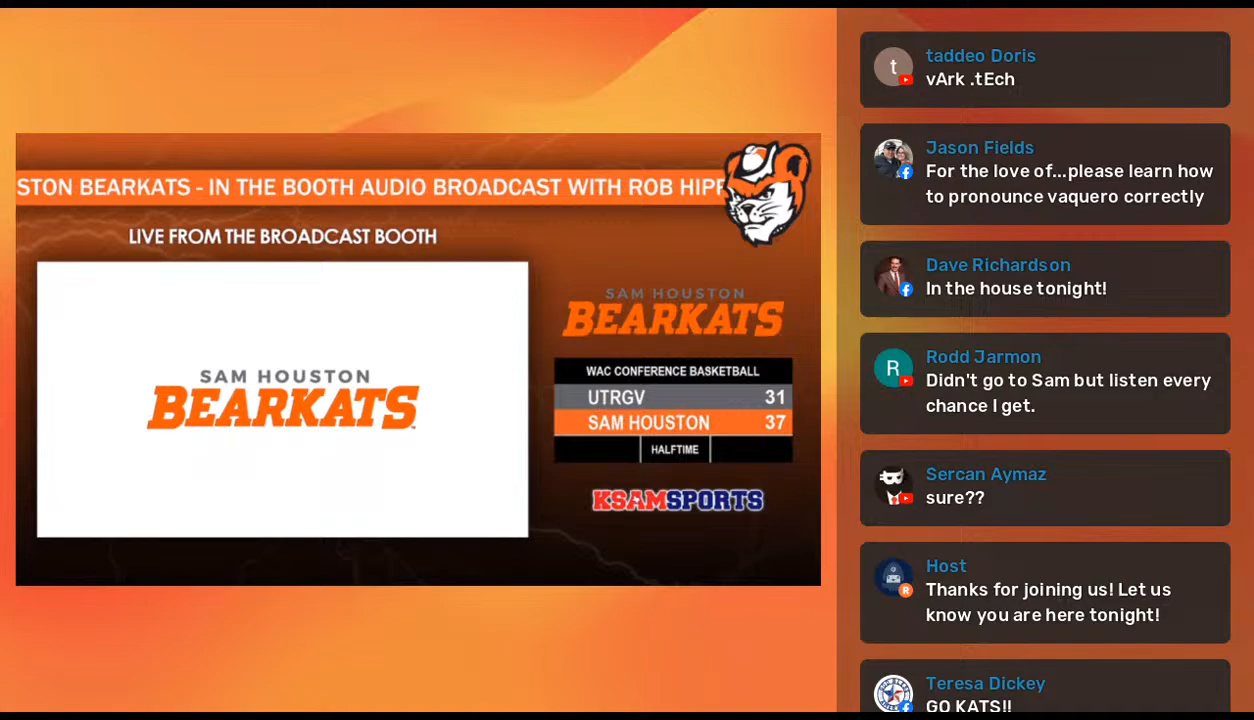 STON BEARKATS - IN THE BOOTH AUDIO BROADCAST WITH ROB HIPP
LIVE FROM THE BROADCAST BOOTH
SAM HOUSTON
BEARKATS
SAM HOUSTON
BEARKATS
WAC CONFERENCE BASKETBALL
UTRGV 31
SAM HOUSTON 37
HALFTIME
KSAMSPORTS
t
taddeo Doris
vArk .tEch
Jason Fields
For the love of...please learn how
to pronounce vaquero correctly
Dave Richardson
In the house tonight!
R
Rodd Jarmon
Didn't go to Sam but listen every
chance I get.
Sercan Aymaz
sure??
Host
R
Thanks for joining us! Let us
know you are here tonight!
Teresa Dickey
GO KATS!!